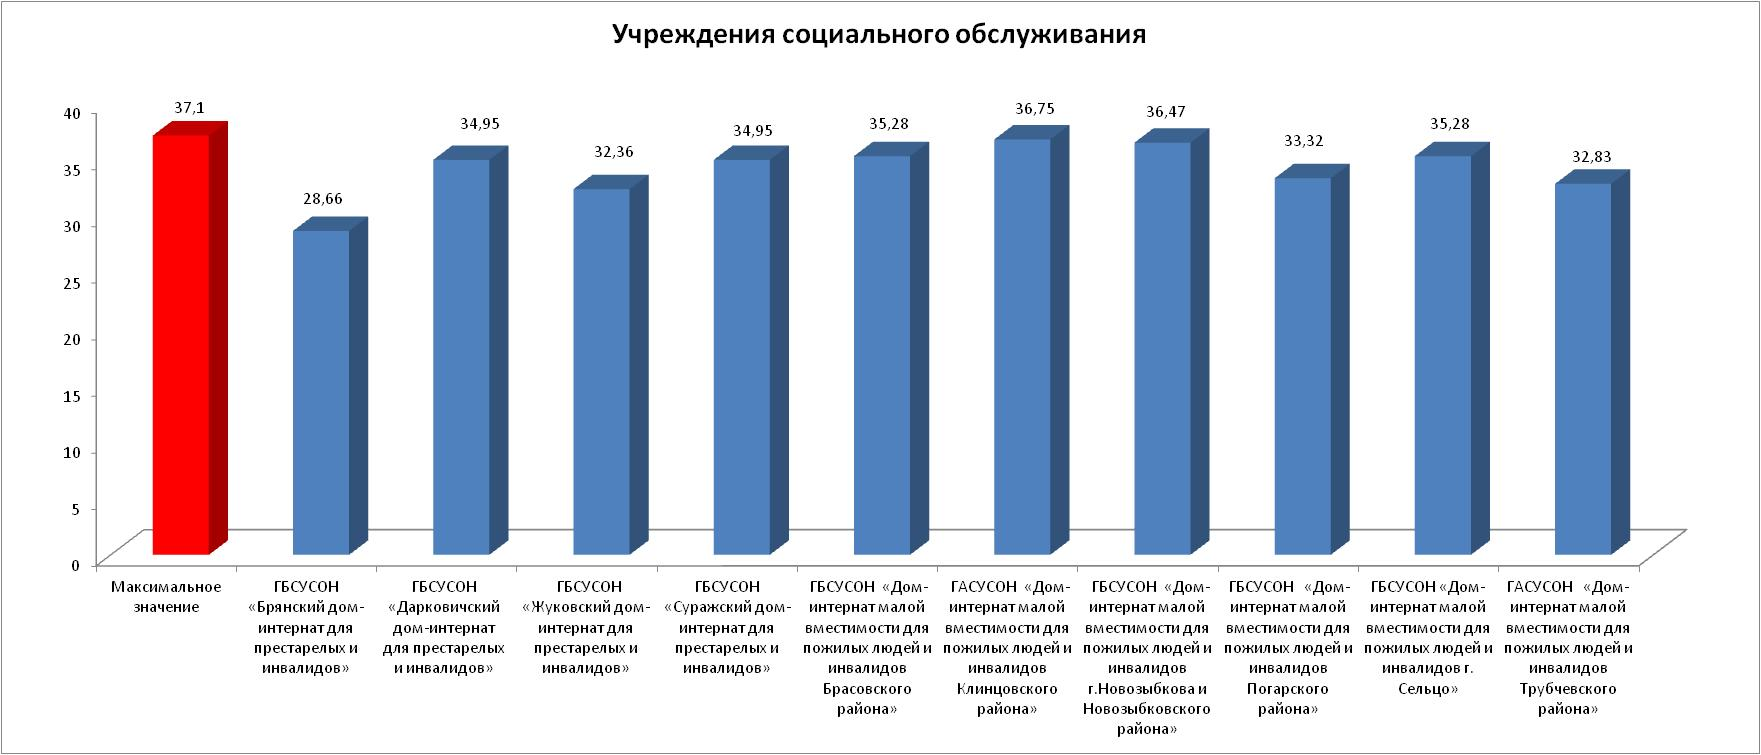 Учреждения социального обслуживания
40
35
30
25
20
15
10
5
0
37,1
28,66
34,95
32,36
34,95
35,28
36,75
36,47
33,32
35,28
32,83
Максимальное
значение
ГБСУСОН
«Брянский дом-
интернат для
престарелых и
инвалидов»
ГБСУСОН
«Дарковичский
дом-интернат
для престарелых
и инвалидов»
ГБСУСОН
«Жуковский дом-
интернат для
престарелых и
инвалидов»
ГБСУСОН
«Суражский дом-
интернат для
престарелых и
инвалидов»
ГБСУСОН «Дом-
интернат малой
вместимости для
пожилых людей и
инвалидов
Брасовского
района»
ГАСУСОН «Дом-
интернат малой
вместимости для
пожилых людей и
инвалидов
Клинцовского
района»
ГБСУСОН «Дом-
интернат малой
вместимости для
пожилых людей и
инвалидов
г.Новозыбкова и
Новозыбковского
района»
ГБСУСОН «Дом-
интернат малой
вместимости для
пожилых людей и
инвалидов
Погарского
района»
ГБСУСОН «Дом-
интернат малой
вместимости для
пожилых людей и
инвалидов г.
Сельцо»
ГАСУСОН «Дом-
интернат малой
вместимости для
пожилых людей и
инвалидов
Трубчевского
района»